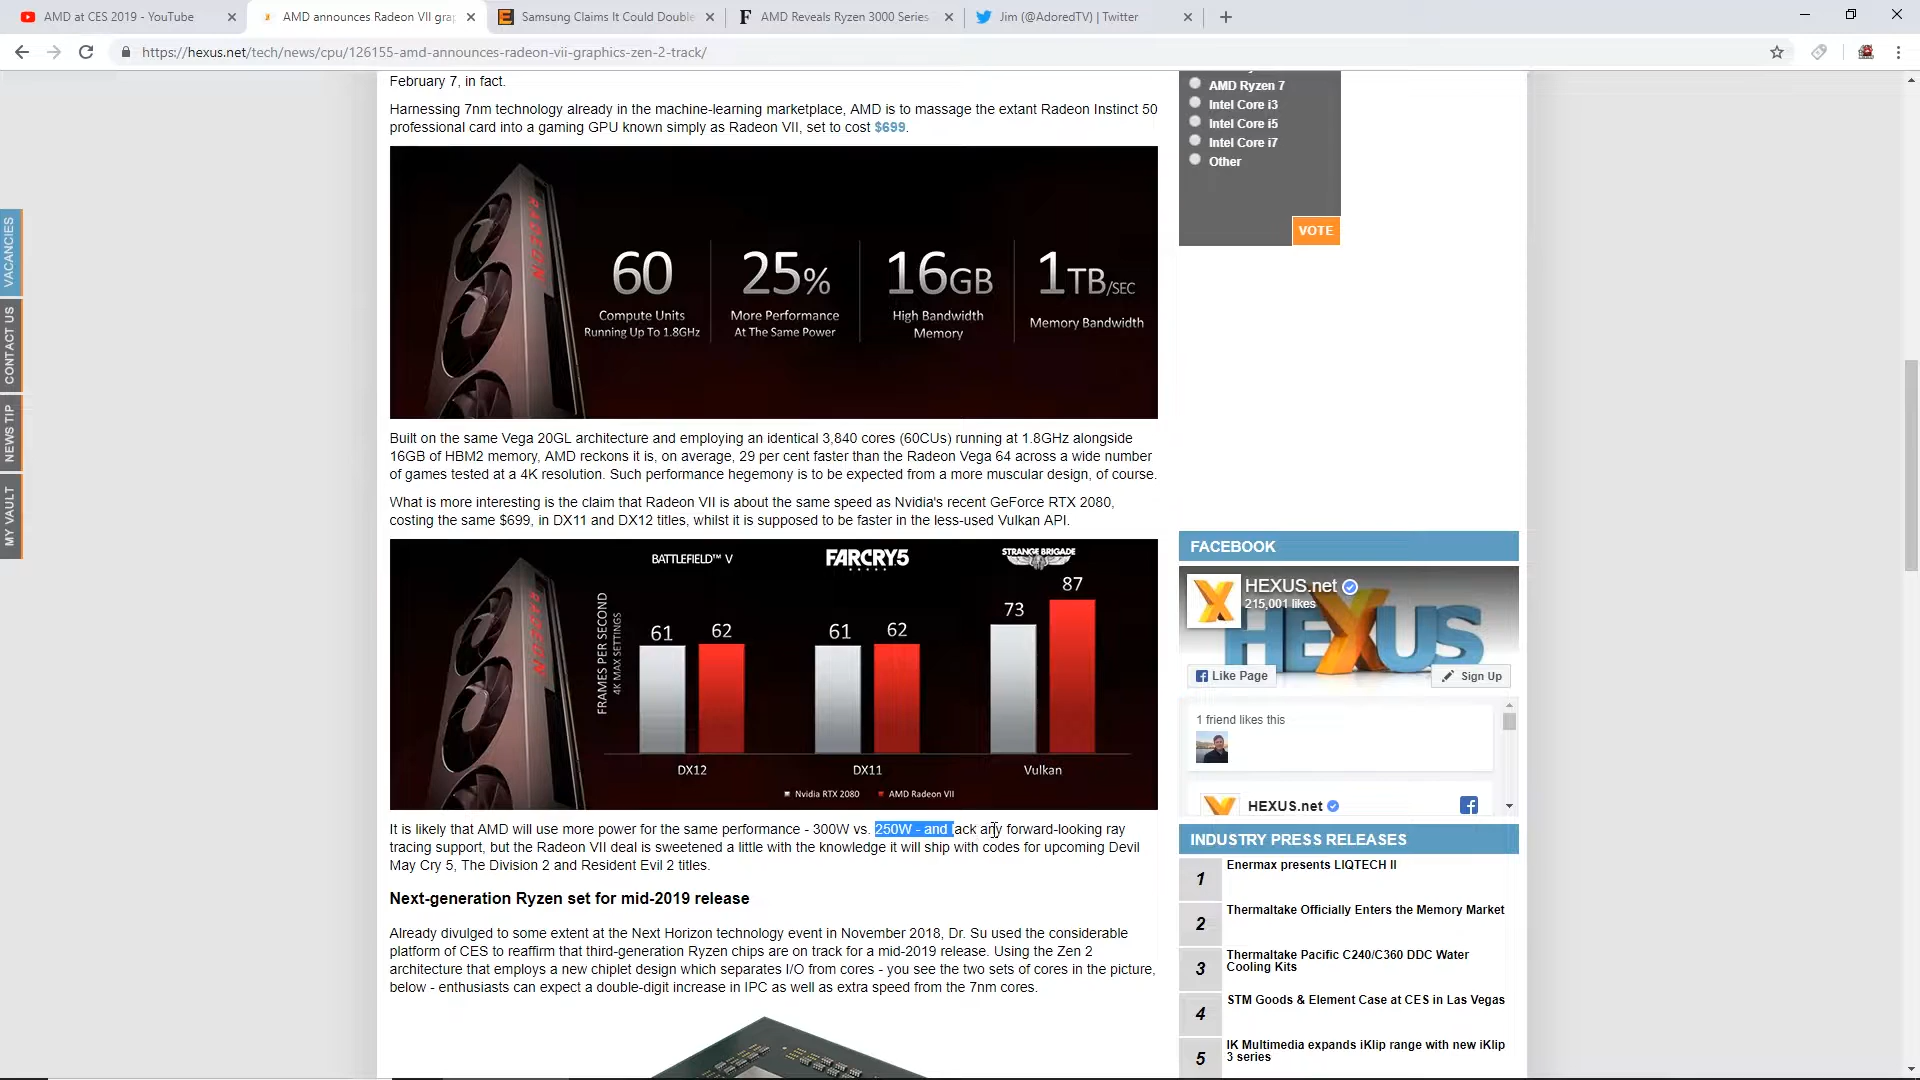 AMD at CES 2019 - YouTube
AMD announces Radeon VII grap
Samsung Claims It Could Double
AMD Reveals Ryzen 3000 Series
Jim (@AdoredTV) | Twitter
https://hexus.net/tech/news/cpu/126155-amd-announces-radeon-vii-graphics-zen-2-track/
VACANCIES
CONTACT US
NEWS TIP
MY VAULT
February 7, in fact.
Harnessing 7nm technology already in the machine-learning marketplace, AMD is to massage the extant Radeon Instinct 50
professional card into a gaming GPU known simply as Radeon VII, set to cost $699.
RADEON
60
Compute Units
Running Up To 1.8GHz
25%
More Performance
At The Same Power
16GB
High Bandwidth
Memory
1TB/SEC
Memory Bandwidth
Built on the same Vega 20GL architecture and employing an identical 3,840 cores (60CUs) running at 1.8GHz alongside
16GB of HBM2 memory, AMD reckons it is, on average, 29 per cent faster than the Radeon Vega 64 across a wide number
of games tested at a 4K resolution. Such performance hegemony is to be expected from a more muscular design, of course.
What is more interesting is the claim that Radeon VII is about the same speed as Nvidia's recent GeForce RTX 2080,
costing the same $699, in DX11 and DX12 titles, whilst it is supposed to be faster in the less-used Vulkan API.
RADEON
FRAMES PER SECOND
4K MAX SETTINGS
BATTLEFIELD™ V
FARCRY5
STRANGE BRIGADE
61
62
61
62
73
87
DX12
DX11
Vulkan
Nvidia RTX 2080
AMD Radeon VII
It is likely that AMD will use more power for the same performance - 300W vs. 250W - and lack any forward-looking ray
tracing support, but the Radeon VII deal is sweetened a little with the knowledge it will ship with codes for upcoming Devil
May Cry 5, The Division 2 and Resident Evil 2 titles.
Next-generation Ryzen set for mid-2019 release
Already divulged to some extent at the Next Horizon technology event in November 2018, Dr. Su used the considerable
platform of CES to reaffirm that third-generation Ryzen chips are on track for a mid-2019 release. Using the Zen 2
architecture that employs a new chiplet design which separates I/O from cores - you see the two sets of cores in the picture,
below - enthusiasts can expect a double-digit increase in IPC as well as extra speed from the 7nm cores.
AMD Ryzen 7
Intel Core i3
Intel Core i5
Intel Core i7
Other
VOTE
FACEBOOK
HEXUS.net
215,001 likes
HEXUS
Like Page
Sign Up
1 friend likes this
HEXUS.net
INDUSTRY PRESS RELEASES
1
Enermax presents LIQTECH II
2
Thermaltake Officially Enters the Memory Market
3
Thermaltake Pacific C240/C360 DDC Water
Cooling Kits
4
STM Goods & Element Case at CES in Las Vegas
5
IK Multimedia expands iKlip range with new iKlip
3 series